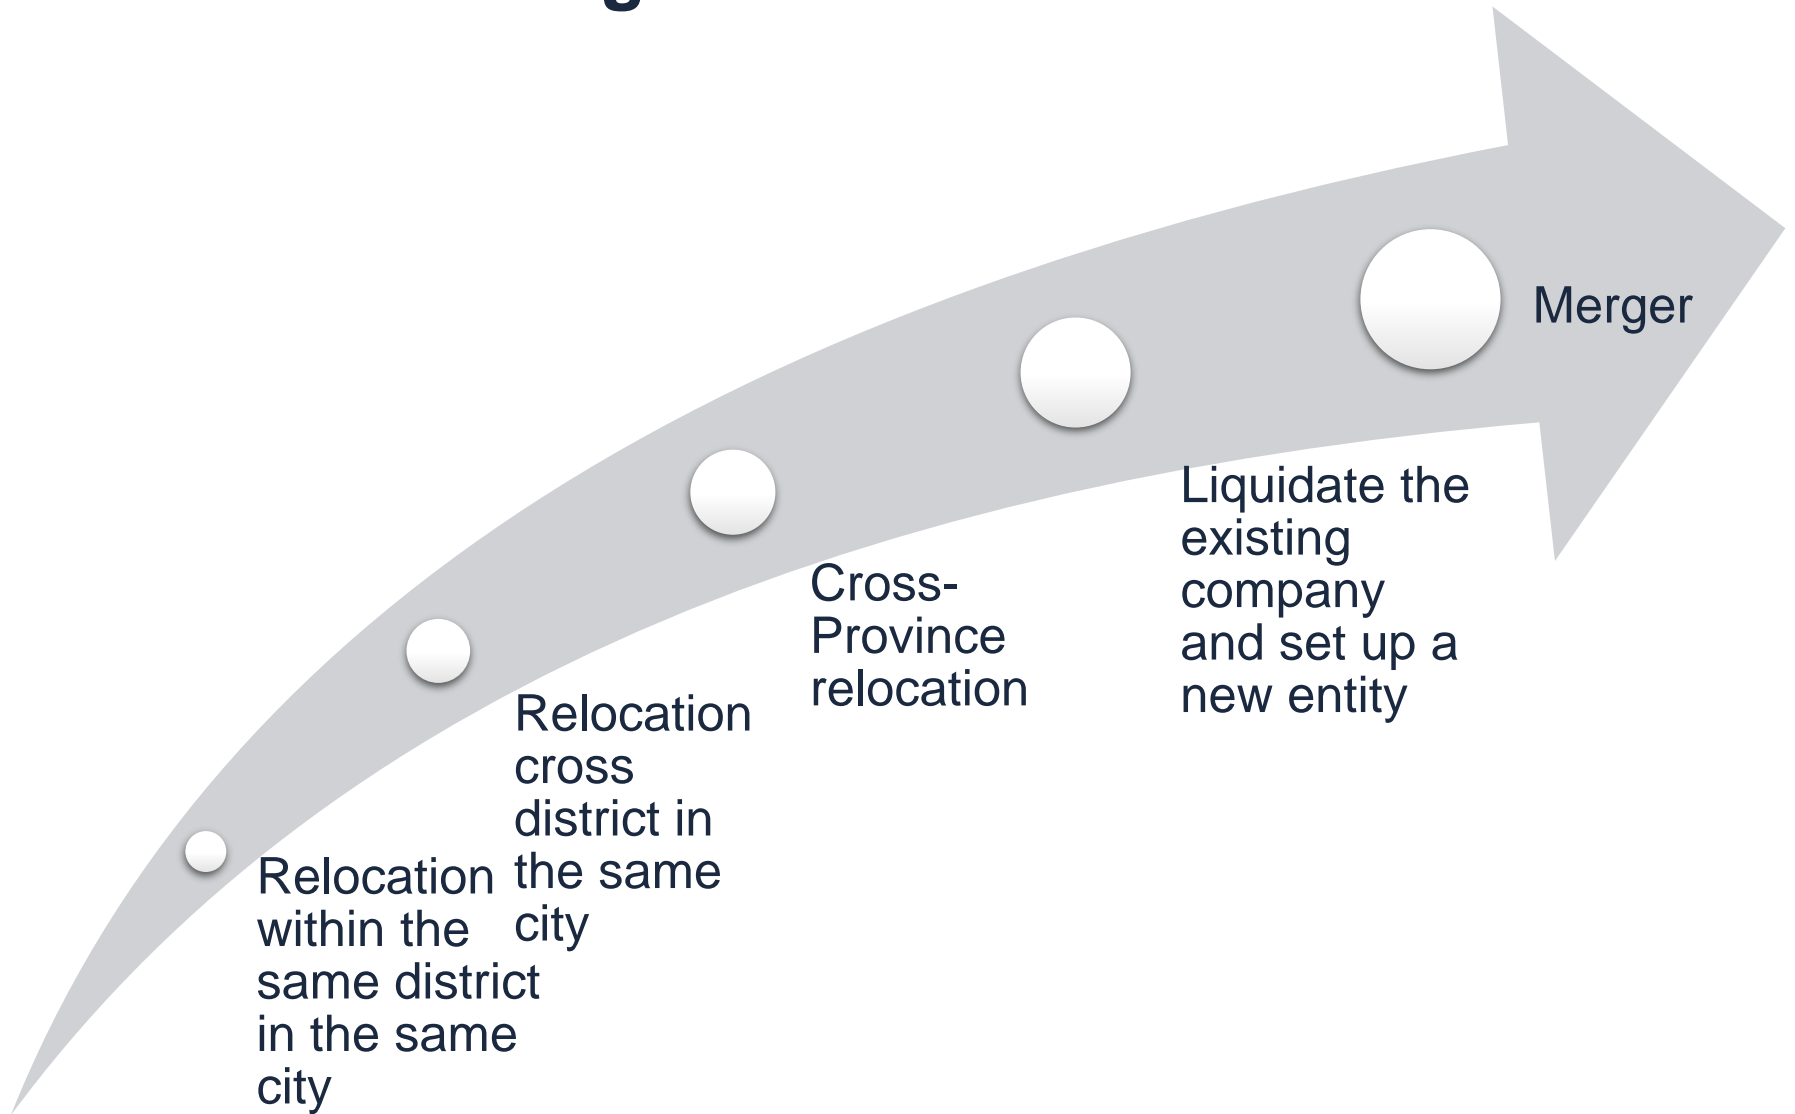 Relocation
within the
same district
in the same
city
Relocation
cross
district in
the same
city
Cross-
Province
relocation
Liquidate the
existing
company
and set up a
new entity
Merger